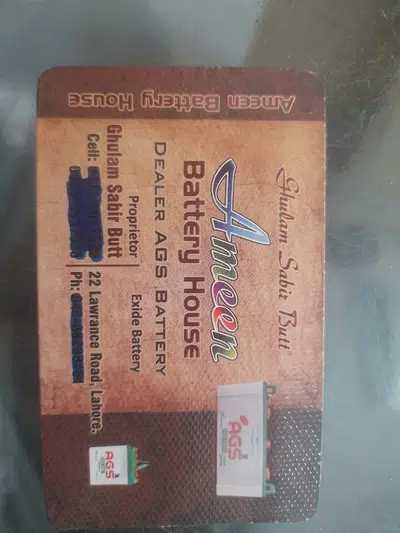 Ameen Battery House
Ghulam Sabir Butt
Ameen
Battery House
DEALER AGS BATTERY
Proprietor
Ghulam Sabir Butt
Cell:
Exide Battery
22 Lawrance Road, Lahore.
Ph:
AGS
AGS